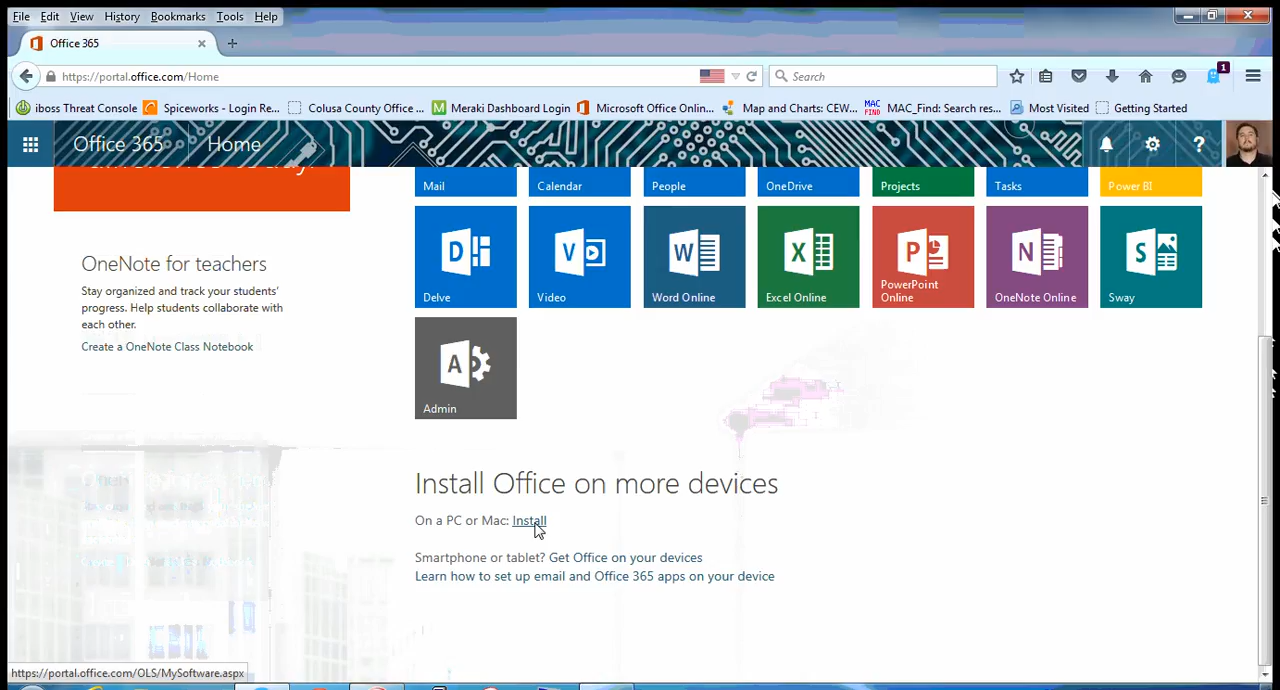 File Edit View History Bookmarks Tools Help
Office 365
https://portal.office.com/Home
Search
1
iboss Threat Console Spiceworks - Login Re... Colusa County Office ... Meraki Dashboard Login Microsoft Office Onlin... Map and Charts: CEW... MAC FIND MAC_Find: Search res... Most Visited Getting Started
Office 365 Home ?
Mail Calendar People OneDrive Projects Tasks Power BI
OneNote for teachers
Stay organized and track your students'
progress. Help students collaborate with
each other.
Create a OneNote Class Notebook
D V W X P N S
Delve Video Word Online Excel Online PowerPoint Online OneNote Online Sway
A
Admin
Install Office on more devices
On a PC or Mac: Install
Smartphone or tablet? Get Office on your devices
Learn how to set up email and Office 365 apps on your device
https://portal.office.com/OLS/MySoftware.aspx